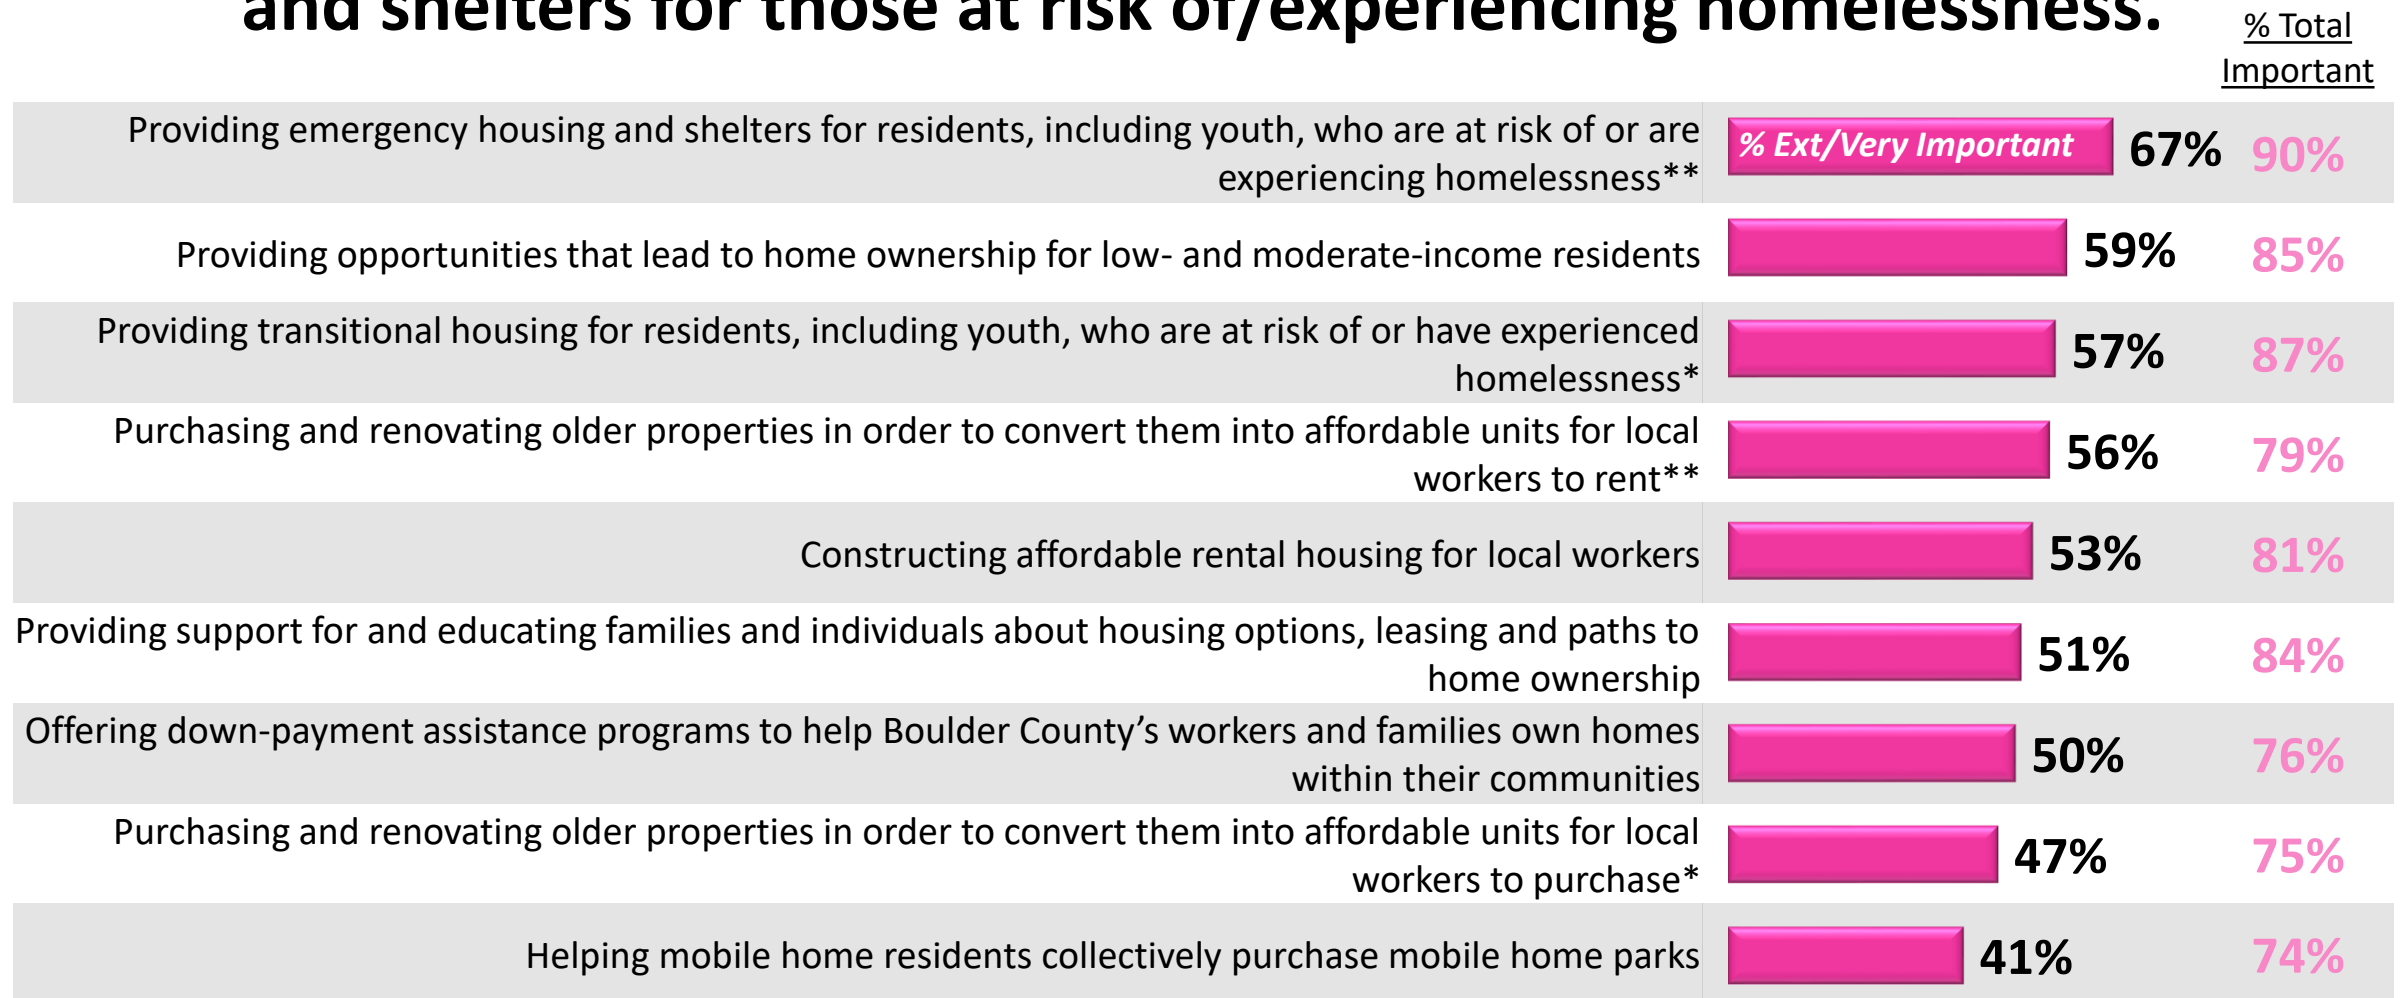 and shelters for those at risk of/experiencing homelessness.
% Total
Important
Providing emergency housing and shelters for residents, including youth, who are at risk of or are
experiencing homelessness**
% Ext/Very Important
67%
90%
Providing opportunities that lead to home ownership for low- and moderate-income residents
59%
85%
Providing transitional housing for residents, including youth, who are at risk of or have experienced
homelessness*
57%
87%
Purchasing and renovating older properties in order to convert them into affordable units for local
workers to rent**
56%
79%
Constructing affordable rental housing for local workers
53%
81%
Providing support for and educating families and individuals about housing options, leasing and paths to
home ownership
51%
84%
Offering down-payment assistance programs to help Boulder County’s workers and families own homes
within their communities
50%
76%
Purchasing and renovating older properties in order to convert them into affordable units for local
workers to purchase*
47%
75%
Helping mobile home residents collectively purchase mobile home parks
41%
74%